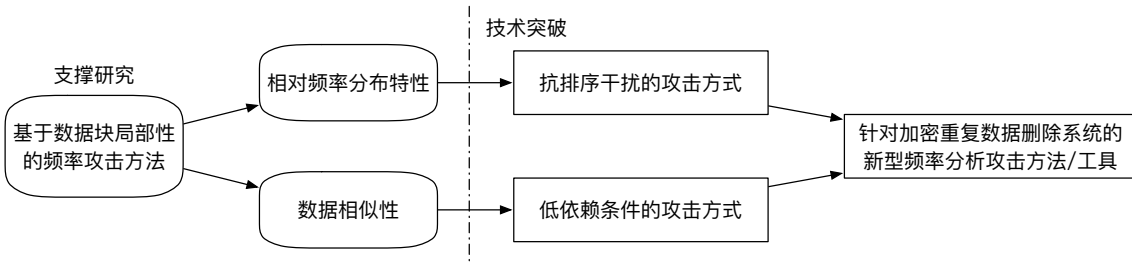 技术突破
支撑研究
基于数据块局部性
的频率攻击方法
相对频率分布特性
抗排序干扰的攻击方式
数据相似性
低依赖条件的攻击方式
针对加密重复数据删除系统的
新型频率分析攻击方法/工具